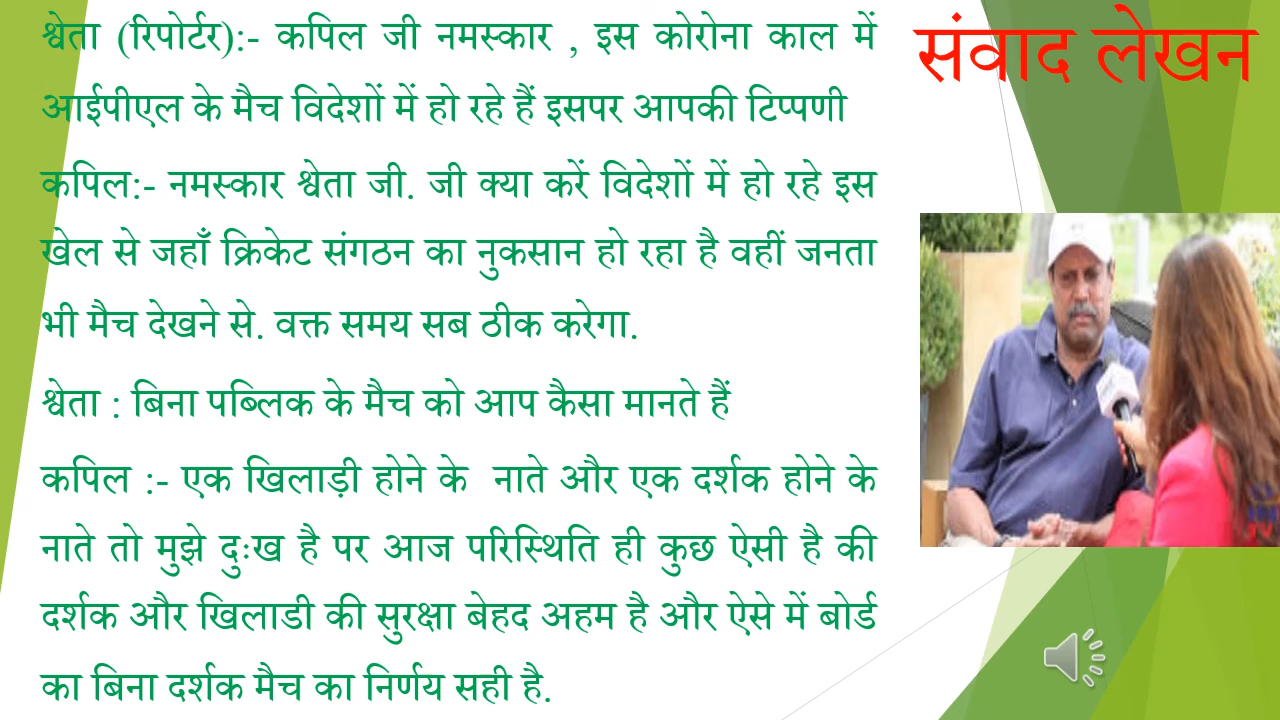 संवाद लेखन
श्वेता (रिपोर्टर):- कपिल जी नमस्कार , इस कोरोना काल में
आईपीएल के मैच विदेशों में हो रहे हैं इसपर आपकी टिप्पणी
कपिल:- नमस्कार श्वेता जी. जी क्या करें विदेशों में हो रहे इस
खेल से जहाँ क्रिकेट संगठन का नुकसान हो रहा है वहीं जनता
भी मैच देखने से. वक्त समय सब ठीक करेगा.
श्वेता : बिना पब्लिक के मैच को आप कैसा मानते हैं
कपिल :- एक खिलाड़ी होने के नाते और एक दर्शक होने के
नाते तो मुझे दुःख है पर आज परिस्थिति ही कुछ ऐसी है की
दर्शक और खिलाडी की सुरक्षा बेहद अहम है और ऐसे में बोर्ड
का बिना दर्शक मैच का निर्णय सही है.